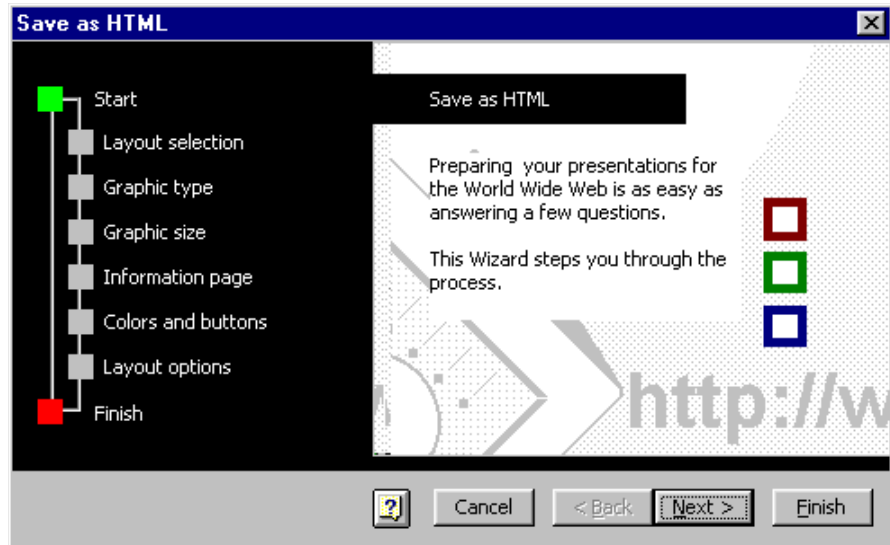 Save as HTML
Start
Layout selection
Graphic type
Graphic size
Information page
Colors and buttons
Layout options
Finish
Save as HTML
Preparing  your presentations for
the World Wide Web is as easy as
answering a few questions.
This Wizard steps you through the
process.
http://w
?
Cancel
< Back
Next >
Finish